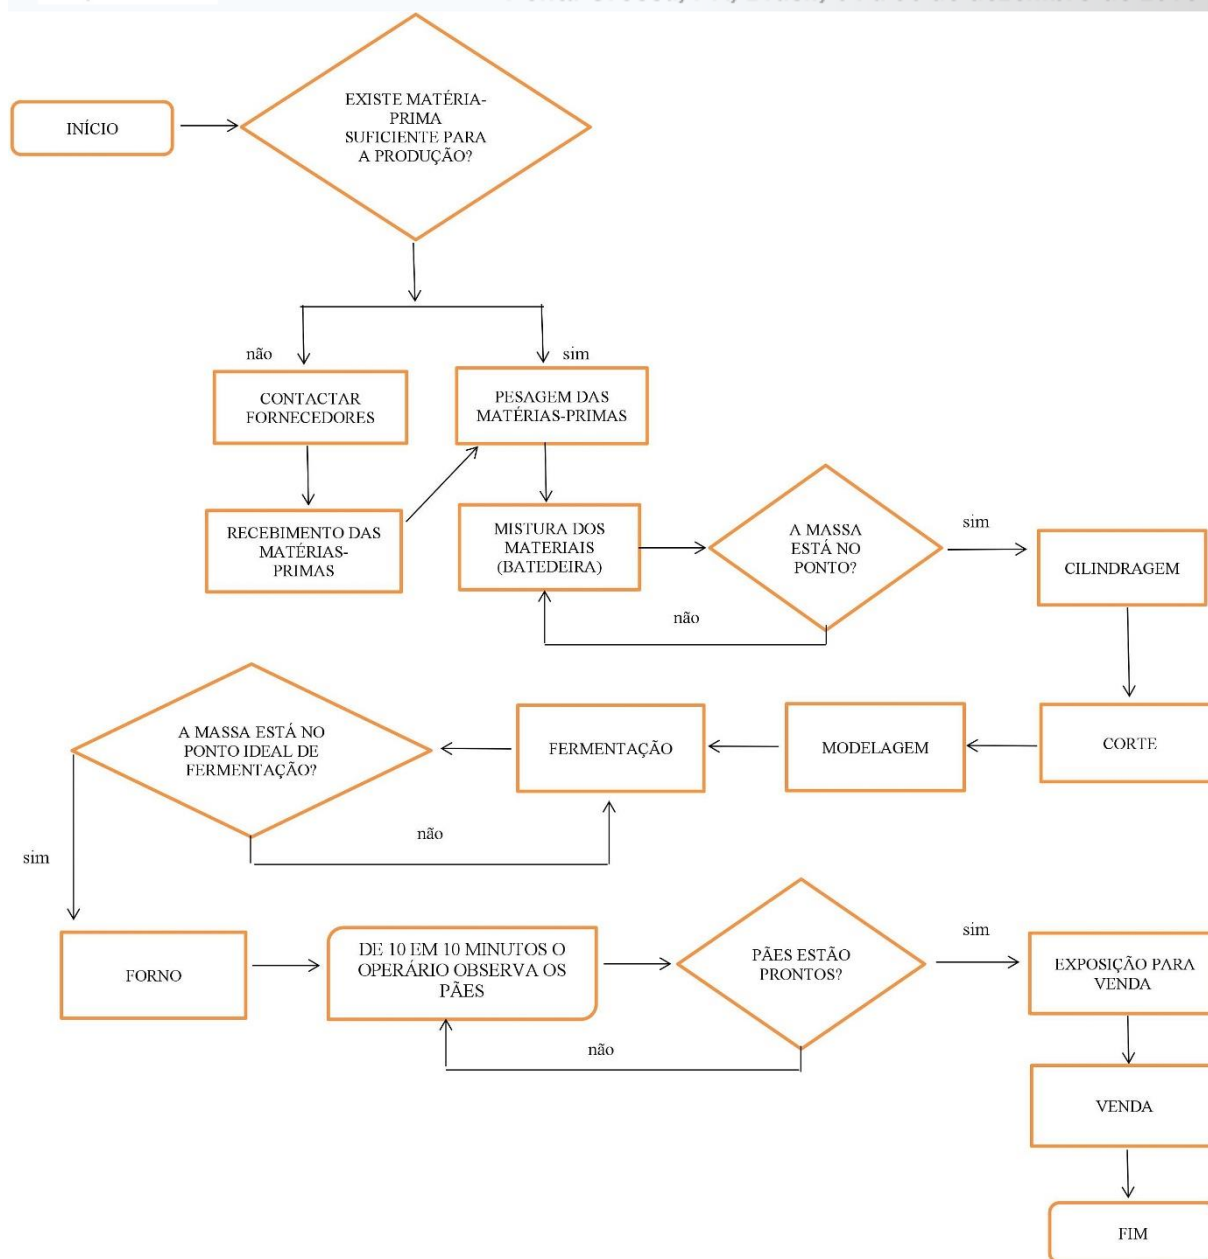 INÍCIO
EXISTE MATÉRIA-
PRIMA
SUFICIENTE PARA
A PRODUÇÃO?
não
sim
CONTACTAR
FORNECEDORES
PESAGEM DAS
MATÉRIAS-PRIMAS
RECEBIMENTO DAS
MATÉRIAS-
PRIMAS
MISTURA DOS
MATERIAIS
(BATEDEIRA)
A MASSA
ESTÁ NO
PONTO?
sim
não
CILINDRAGEM
CORTE
MODELAGEM
FERMENTAÇÃO
A MASSA ESTÁ NO
PONTO IDEAL DE
FERMENTAÇÃO?
não
sim
FORNO
DE 10 EM 10 MINUTOS O
OPERÁRIO OBSERVA OS
PÃES
PÃES ESTÃO
PRONTOS?
sim
não
EXPOSIÇÃO PARA
VENDA
VENDA
FIM